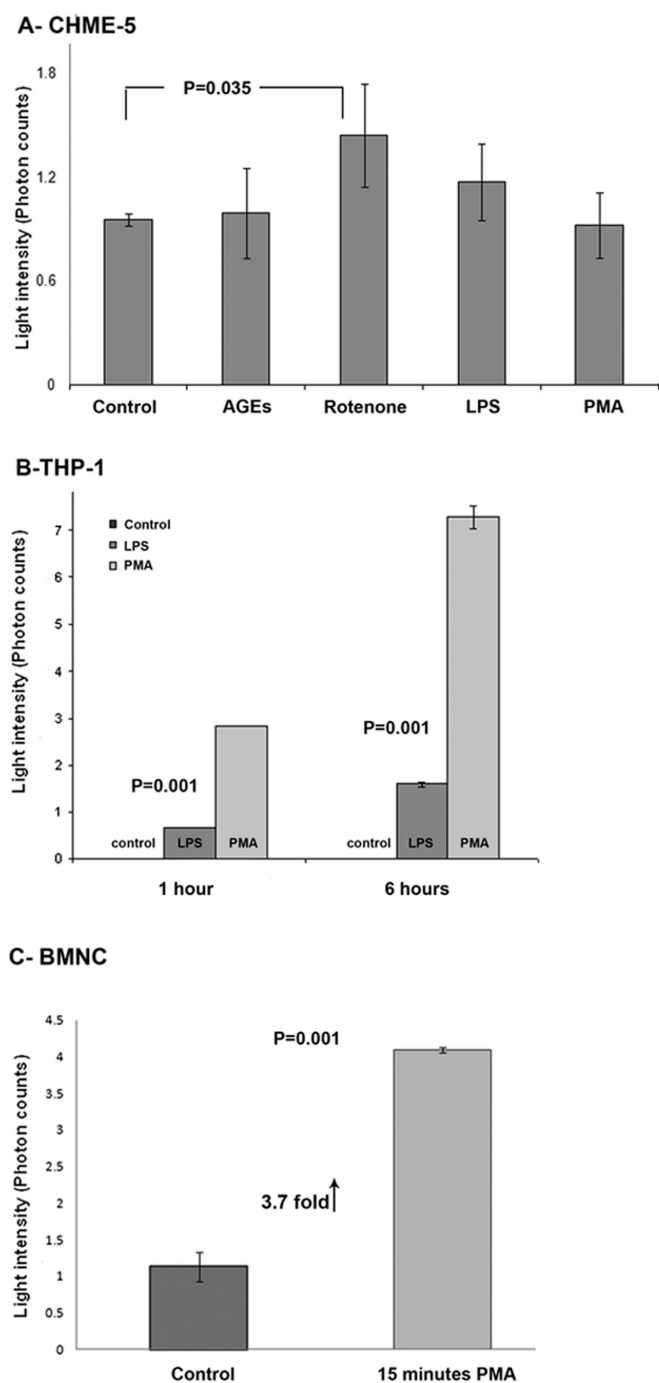 A- CHME-5
Light intensity (Photon counts)
1.8
1.2
0.6
0
P=0.035
Control AGEs Rotenone LPS PMA
B-THP-1
Light intensity (Photon counts)
7
6
5
4
3
2
1
0
Control
LPS
PMA
P=0.001
P=0.001
control LPS PMA control LPS PMA
1 hour 6 hours
C- BMNC
Light intensity (Photon counts)
4.5
4
3.5
3
2.5
2
1.5
1
0.5
0
P=0.001
3.7 fold
Control 15 minutes PMA